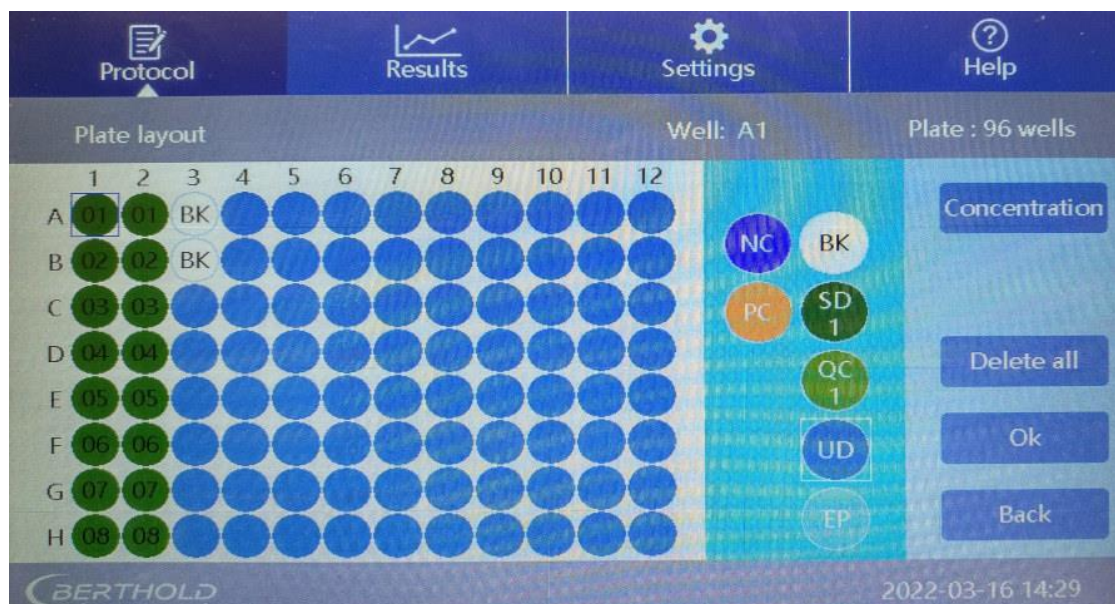 Protocol Results Settings Help
Plate layout Well: A1 Plate : 96 wells
1 2 3 4 5 6 7 8 9 10 11 12
A 01 01 BK
B 02 02 BK
C 03 03
D 04 04
E 05 05
F 06 06
G 07 07
H 08 08
NC BK
PC SD 1
QC 1
UD
EP
Concentration
Delete all
Ok
Back
BERTHOLD 2022-03-16 14:29